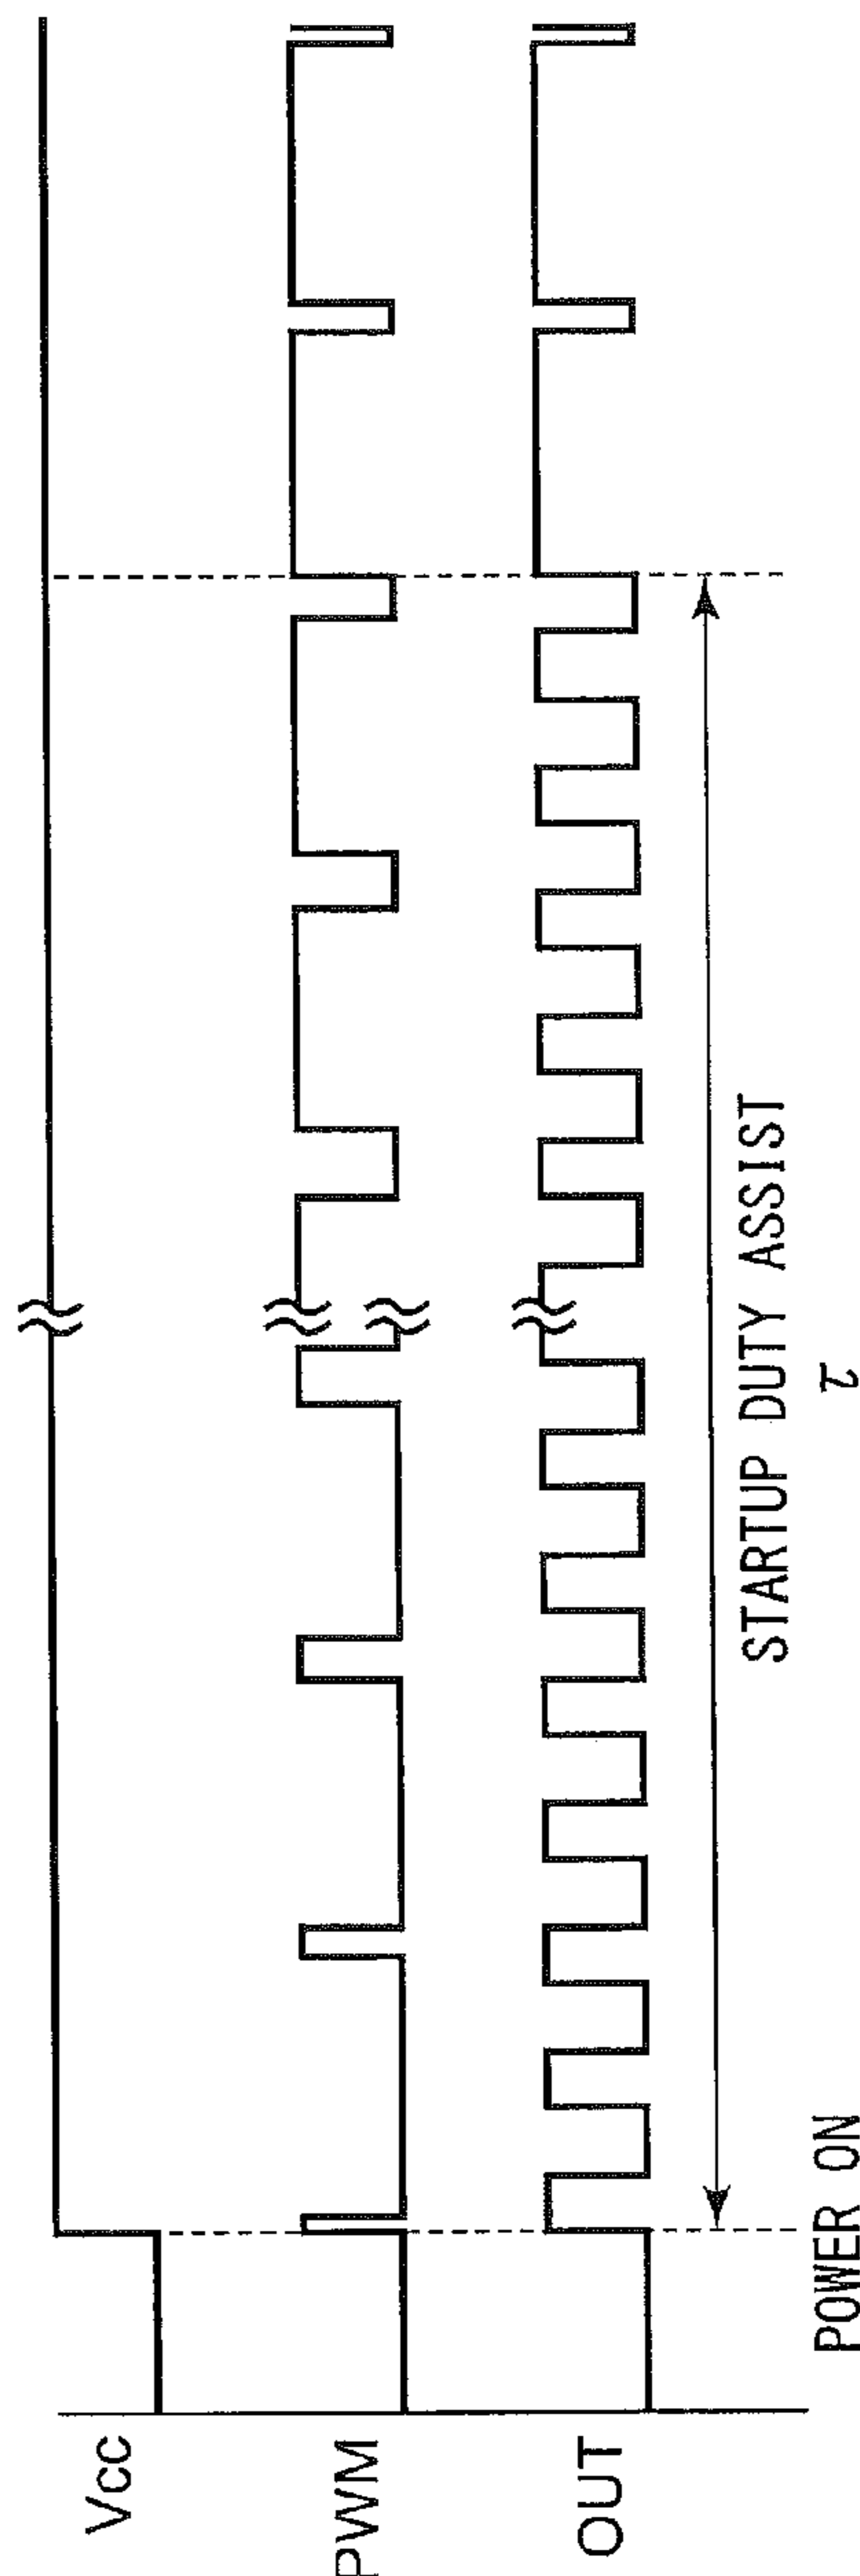 Vcc
PWM
OUT
STARTUP DUTY ASSIST
τ
POWER ON